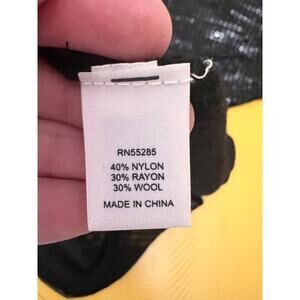 RN55285
40% NYLON
30% RAYON
30% WOOL
MADE IN CHINA